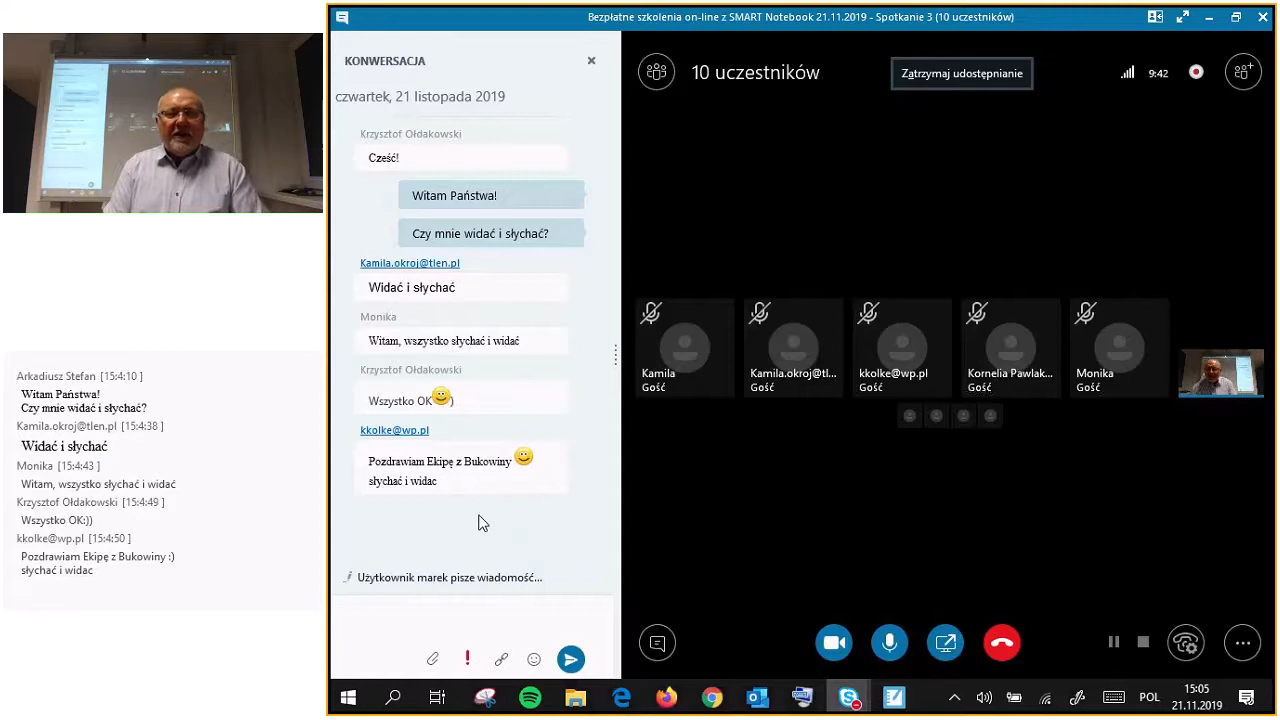 Bezpłatne szkolenia on-line z SMART Notebook 21.11.2019 - Spotkanie 3 (10 uczestników)
KONWERSACJA
czwartek, 21 listopada 2019
Krzysztof Ołdakowski
Cześć!
Witam Państwa!
Czy mnie widać i słychać?
Kamila.okroj@tlen.pl
Widać i słychać
Monika
Witam, wszystko słychać i widać
Krzysztof Ołdakowski
Wszystko OK )
kkolke@wp.pl
Pozdrawiam Ekipę z Bukowiny
słychać i widac
Użytkownik marek pisze wiadomość...
10 uczestników
Zatrzymaj udostępnianie
9:42
Kamila
Gość
Kamila.okroj@tl...
Gość
kkolke@wp.pl
Gość
Kornelia Pawlak...
Gość
Monika
Gość
Arkadiusz Stefan [15:4:10 ]
Witam Państwa!
Czy mnie widać i słychać?
Kamila.okroj@tlen.pl [15:4:38 ]
Widać i słychać
Monika [15:4:43 ]
Witam, wszystko słychać i widać
Krzysztof Ołdakowski [15:4:49 ]
Wszystko OK:))
kkolke@wp.pl [15:4:50 ]
Pozdrawiam Ekipę z Bukowiny :)
słychać i widac
POL
15:05
21.11.2019